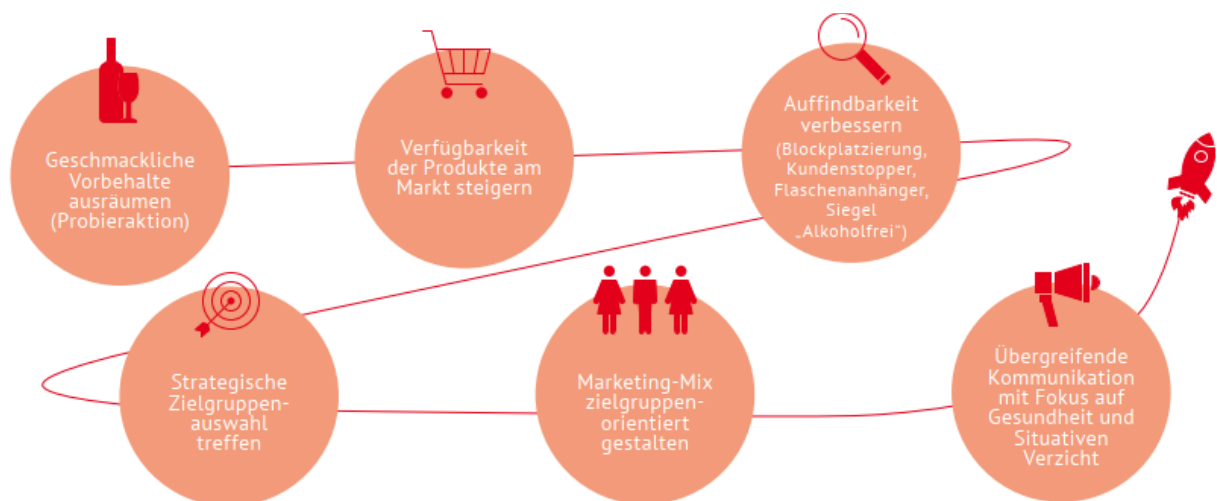 Geschmackliche
Vorbehalte
ausräumen
(Probieraktion)
Verfügbarkeit
der Produkte am
Markt steigern
Auffindbarkeit
verbessern
(Blockplatzierung,
Kundenstopper,
Flaschenanhänger,
Siegel
„Alkoholfrei")
Strategische
Zielgruppen-
auswahl
treffen
Marketing-Mix
zielgruppen-
orientiert
gestalten
Übergreifende
Kommunikation
mit Fokus auf
Gesundheit und
Situativen
Verzicht